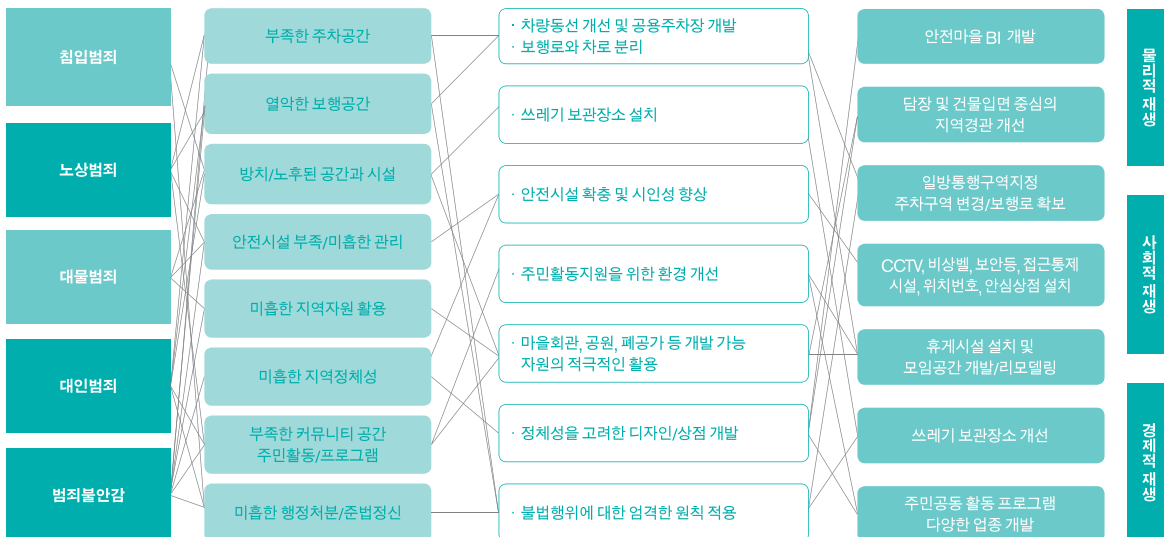 침입범죄
노상범죄
대물범죄
대인범죄
범죄불안감
부족한 주차공간
열악한 보행공간
방치/노후된 공간과 시설
안전시설 부족/미흡한 관리
미흡한 지역자원 활용
미흡한 지역정체성
부족한 커뮤니티 공간
주민활동/프로그램
미흡한 행정처분/준법정신
· 차량동선 개선 및 공용주차장 개발
· 보행로와 차로 분리
· 쓰레기 보관장소 설치
· 안전시설 확충 및 시인성 향상
· 주민활동지원을 위한 환경 개선
· 마을회관, 공원, 폐공가 등 개발 가능
자원의 적극적인 활용
· 정체성을 고려한 디자인/상점 개발
· 불법행위에 대한 엄격한 원칙 적용
안전마을 BI 개발
담장 및 건물입면 중심의
지역경관 개선
일방통행구역지정
주차구역 변경/보행로 확보
CCTV, 비상벨, 보안등, 접근통제
시설, 위치번호, 안심상점 설치
휴게시설 설치 및
모임공간 개발/리모델링
쓰레기 보관장소 개선
주민공동 활동 프로그램
다양한 업종 개발
물리적 재생
사회적 재생
경제적 재생